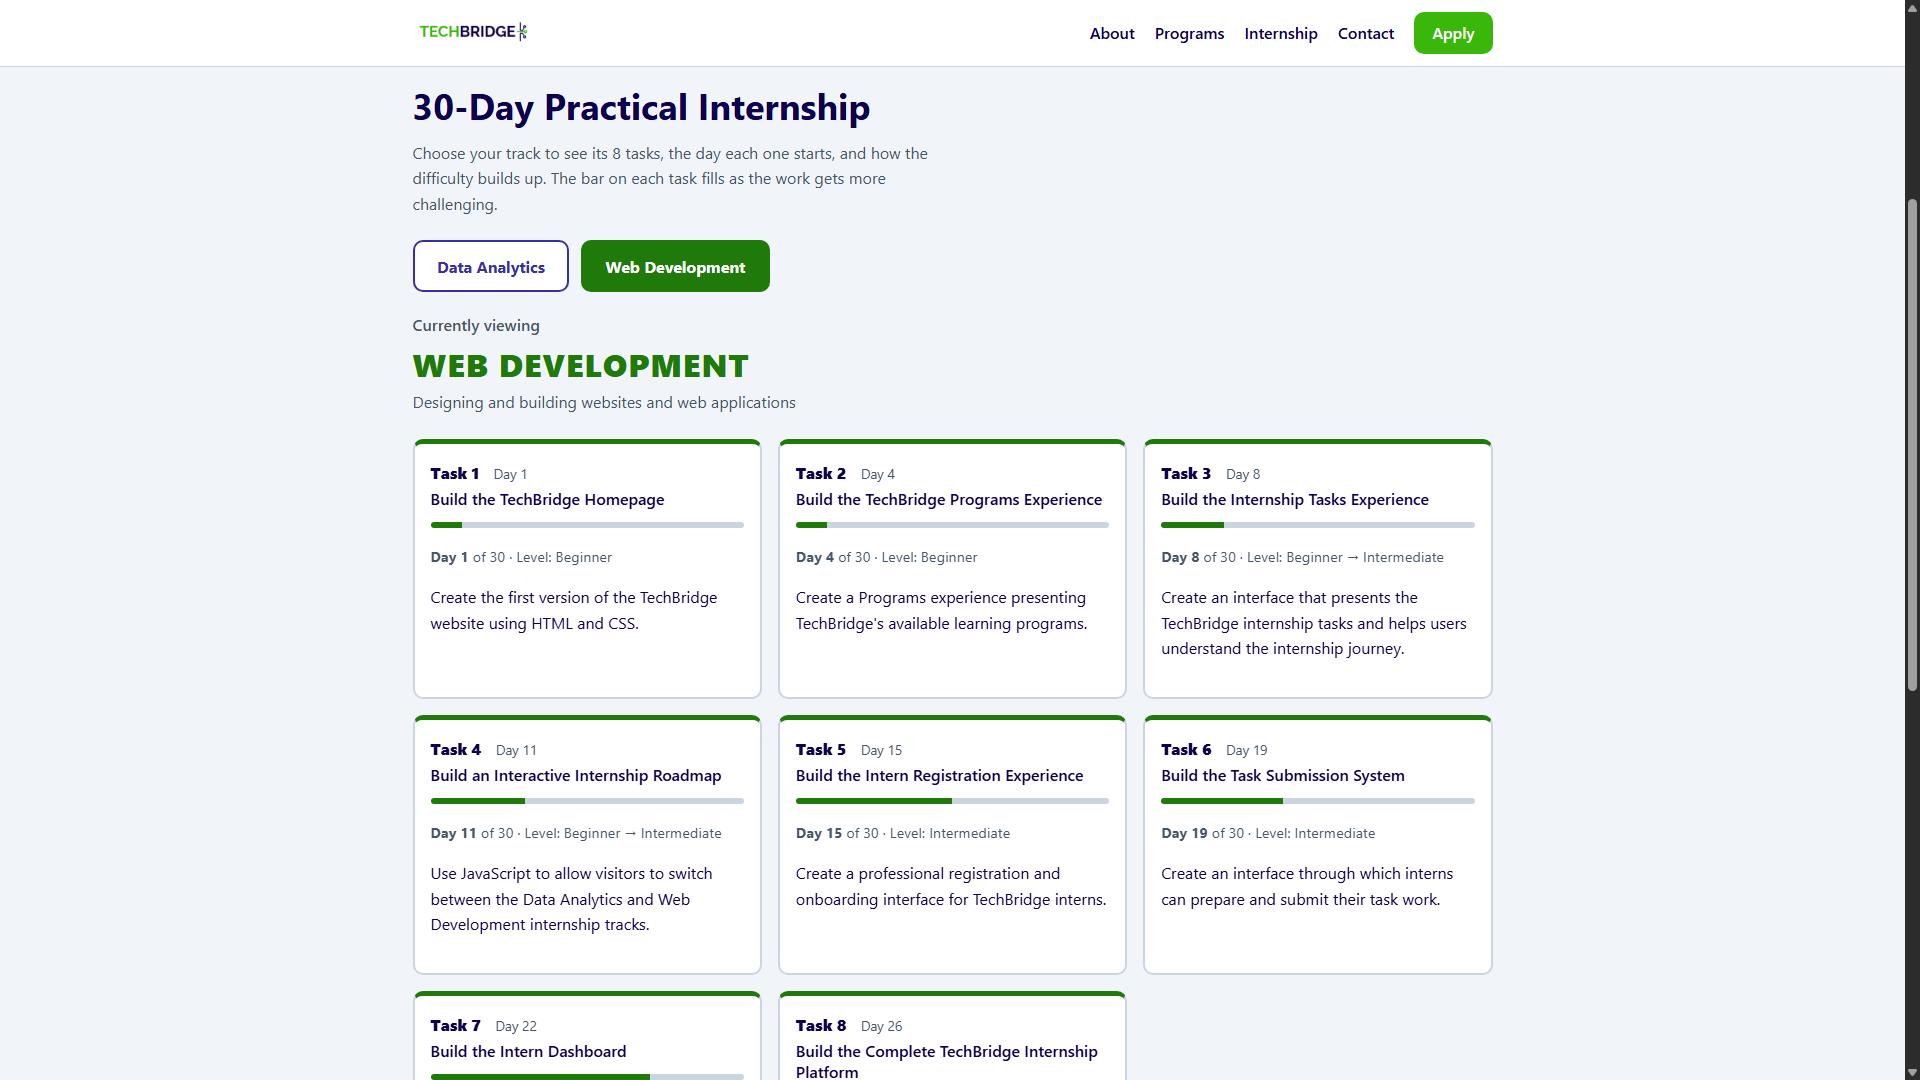 TECHBRIDGE
About Programs Internship Contact Apply
30-Day Practical Internship
Choose your track to see its 8 tasks, the day each one starts, and how the
difficulty builds up. The bar on each task fills as the work gets more
challenging.
Data Analytics Web Development
Currently viewing
WEB DEVELOPMENT
Designing and building websites and web applications
Task 1 Day 1
Build the TechBridge Homepage
Day 1 of 30 · Level: Beginner
Create the first version of the TechBridge
website using HTML and CSS.
Task 2 Day 4
Build the TechBridge Programs Experience
Day 4 of 30 · Level: Beginner
Create a Programs experience presenting
TechBridge's available learning programs.
Task 3 Day 8
Build the Internship Tasks Experience
Day 8 of 30 · Level: Beginner → Intermediate
Create an interface that presents the
TechBridge internship tasks and helps users
understand the internship journey.
Task 4 Day 11
Build an Interactive Internship Roadmap
Day 11 of 30 · Level: Beginner → Intermediate
Use JavaScript to allow visitors to switch
between the Data Analytics and Web
Development internship tracks.
Task 5 Day 15
Build the Intern Registration Experience
Day 15 of 30 · Level: Intermediate
Create a professional registration and
onboarding interface for TechBridge interns.
Task 6 Day 19
Build the Task Submission System
Day 19 of 30 · Level: Intermediate
Create an interface through which interns
can prepare and submit their task work.
Task 7 Day 22
Build the Intern Dashboard
Task 8 Day 26
Build the Complete TechBridge Internship
Platform